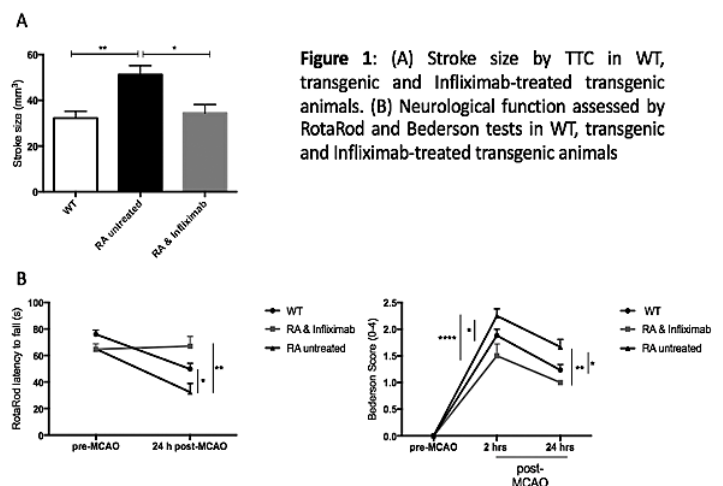 A
**
*
60
40
20
0
Stroke size (mm³)
WT
RA untreated
RA & Infliximab
Figure 1: (A) Stroke size by TTC in WT,
transgenic and Infliximab-treated transgenic
animals. (B) Neurological function assessed by
RotaRod and Bederson tests in WT, transgenic
and Infliximab-treated transgenic animals
B
100
80
60
40
20
0
RotaRod latency to fall (s)
pre-MCAO
24 h post-MCAO
WT
RA & Infliximab
RA untreated
*
**
2.5
2.0
1.5
1.0
0.5
0.0
Bederson Score (0-4)
****
*
**
*
pre-MCAO
2 hrs
24 hrs
post-
MCAO
WT
RA & Infliximab
RA untreated